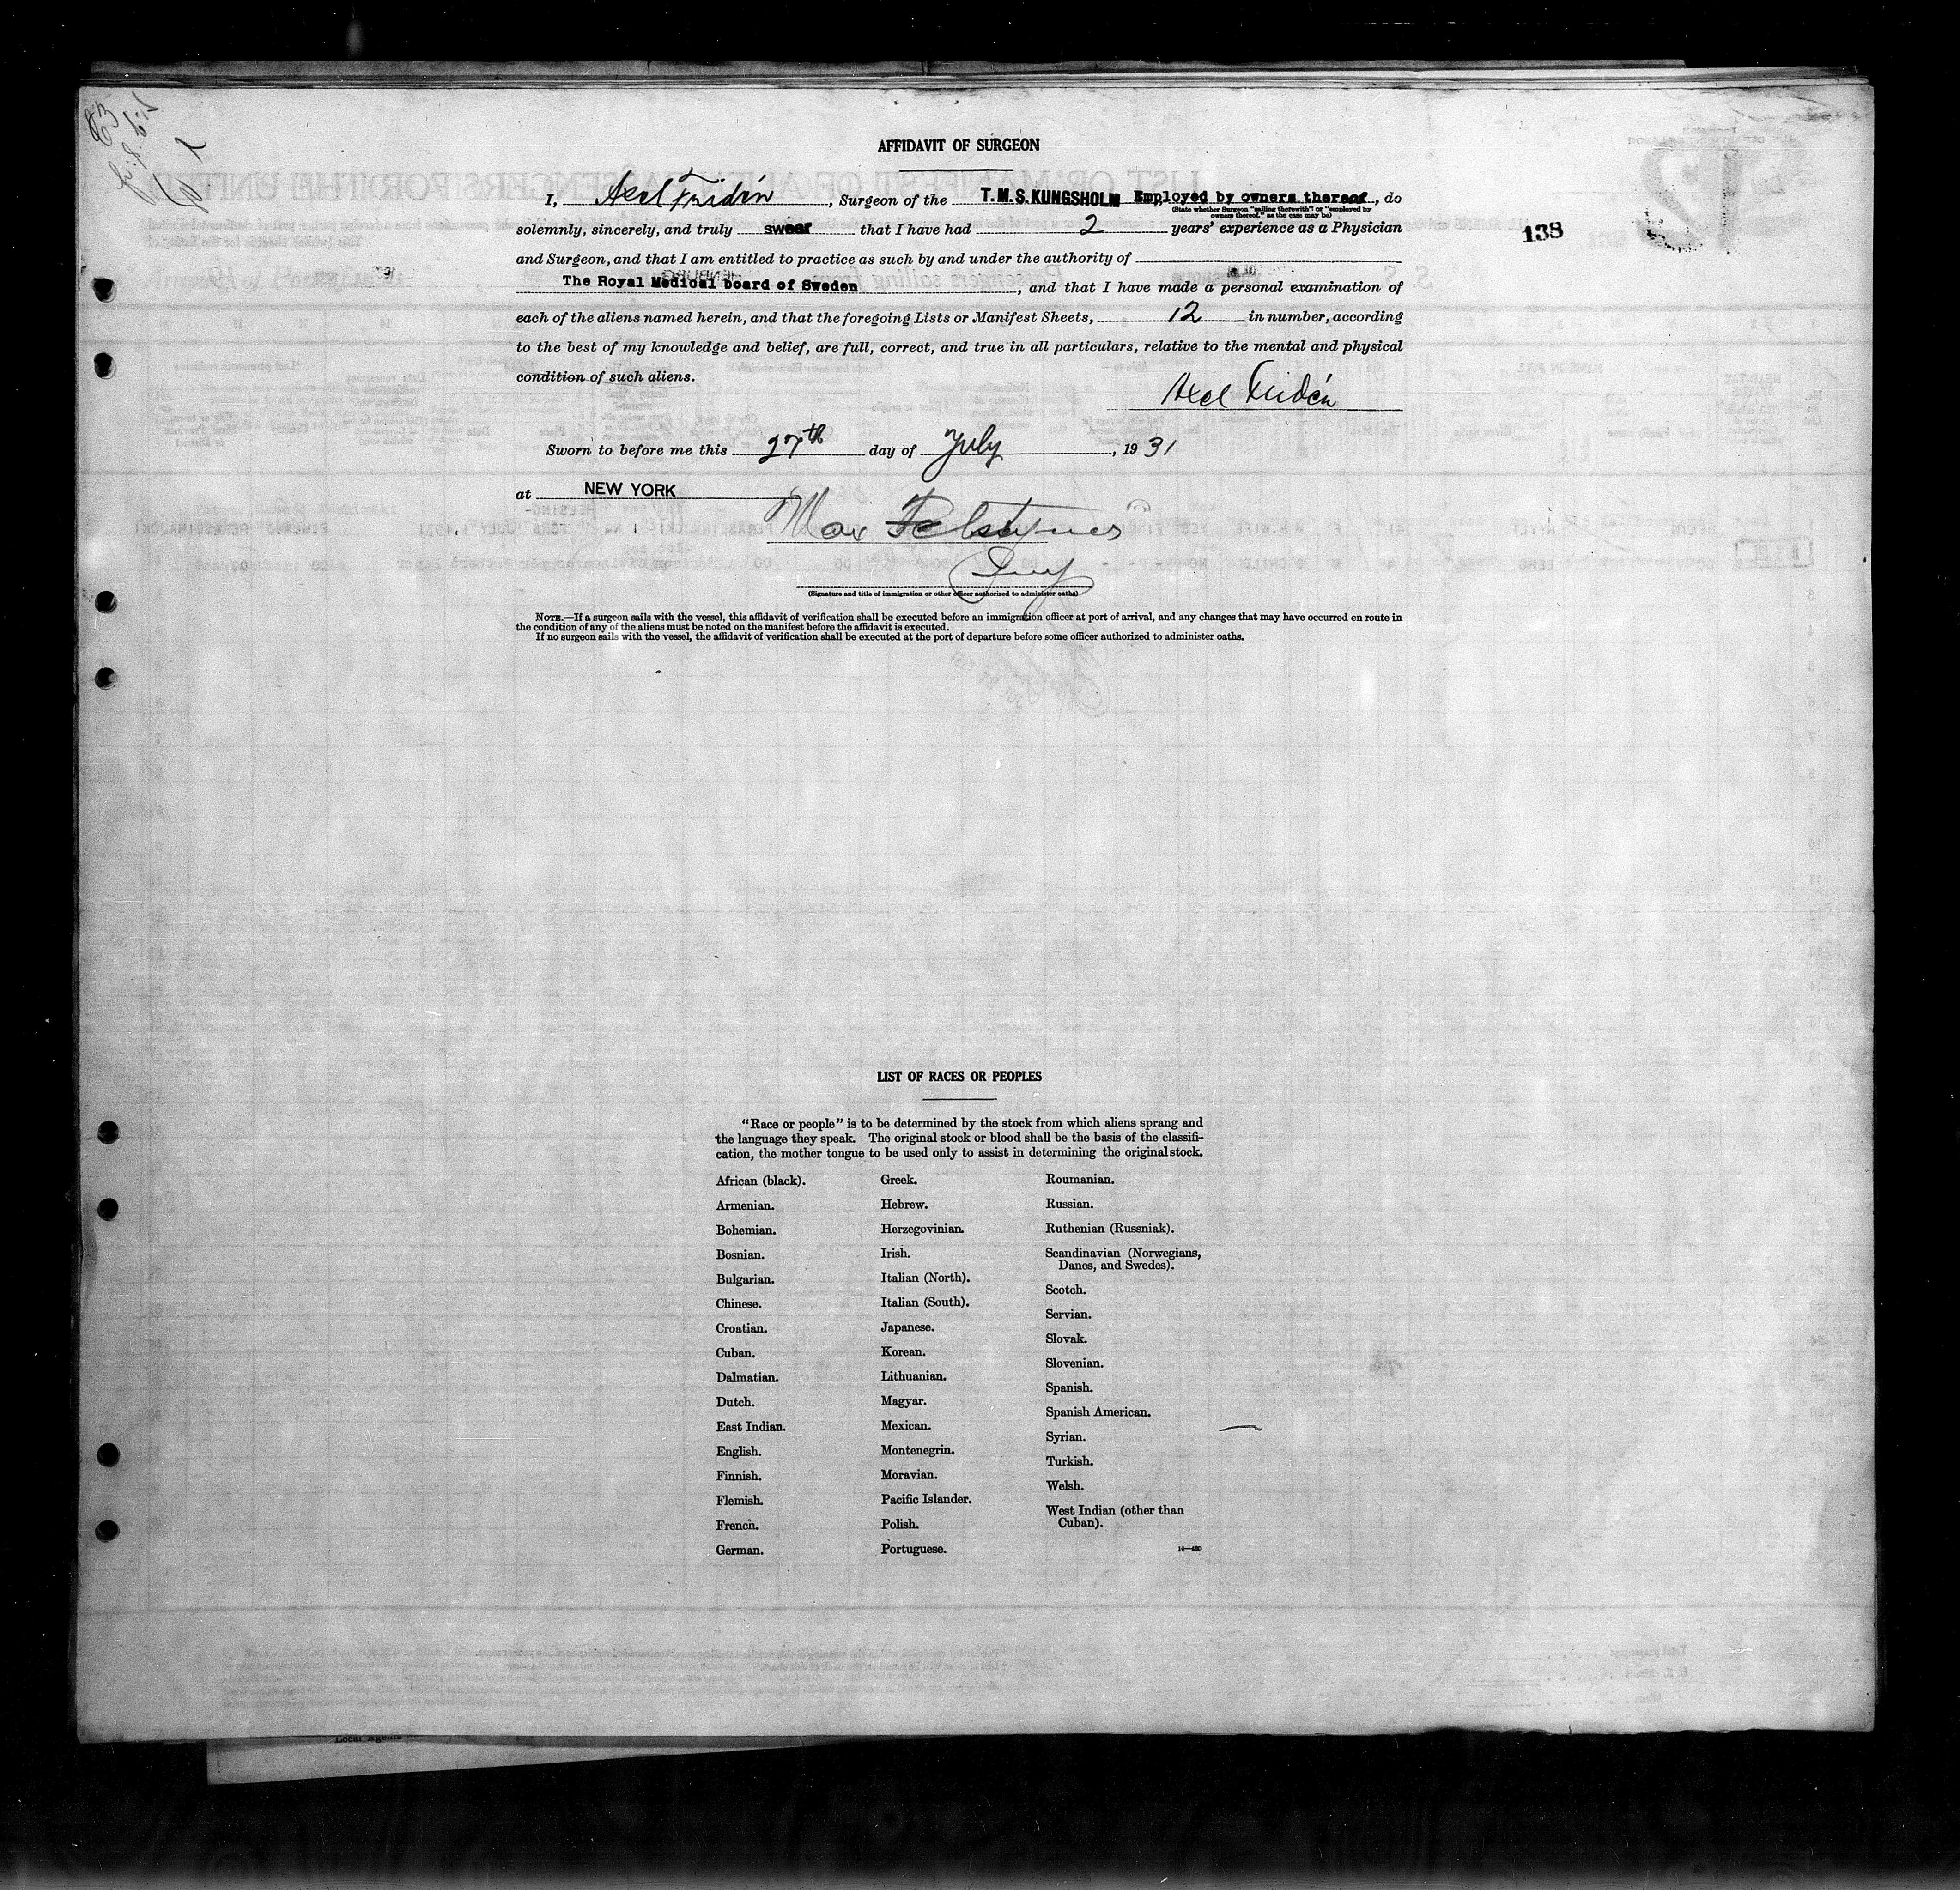 AFFIDAVIT OF SURGEON
I, Axel Fridén, Surgeon of the T.M.S.KUNGSHOLM Employed by owners thereof, do
(State whether Surgeon "sailing therewith" or "employed by
owners thereof," as the case may be)
solemnly, sincerely, and truly swear that I have had 2 years' experience as a Physician
138
and Surgeon, and that I am entitled to practice as such by and under the authority of
The Royal Medical board of Sweden, and that I have made a personal examination of
each of the aliens named herein, and that the foregoing Lists or Manifest Sheets, 12 in number, according
to the best of my knowledge and belief, are full, correct, and true in all particulars, relative to the mental and physical
condition of such aliens.
Axel Fridén
Sworn to before me this 27th day of July, 1931
at NEW YORK
Max
(Signature and title of immigration or other officer authorized to administer oaths)
NOTE.—If a surgeon sails with the vessel, this affidavit of verification shall be executed before an immigration officer at port of arrival, and any changes that may have occurred en route in
the condition of any of the aliens must be noted on the manifest before the affidavit is executed.
If no surgeon sails with the vessel, the affidavit of verification shall be executed at the port of departure before some officer authorized to administer oaths.
LIST OF RACES OR PEOPLES
"Race or people" is to be determined by the stock from which aliens sprang and
the language they speak. The original stock or blood shall be the basis of the classifi-
cation, the mother tongue to be used only to assist in determining the original stock.
African (black).
Armenian.
Bohemian.
Bosnian.
Bulgarian.
Chinese.
Croatian.
Cuban.
Dalmatian.
Dutch.
East Indian.
English.
Finnish.
Flemish.
French.
German.
Greek.
Hebrew.
Herzegovinian.
Irish.
Italian (North).
Italian (South).
Japanese.
Korean.
Lithuanian.
Magyar.
Mexican.
Montenegrin.
Moravian.
Pacific Islander.
Polish.
Portuguese.
Roumanian.
Russian.
Ruthenian (Russniak).
Scandinavian (Norwegians,
Danes, and Swedes).
Scotch.
Servian.
Slovak.
Slovenian.
Spanish.
Spanish American.
Syrian.
Turkish.
Welsh.
West Indian (other than
Cuban).
Local Agents